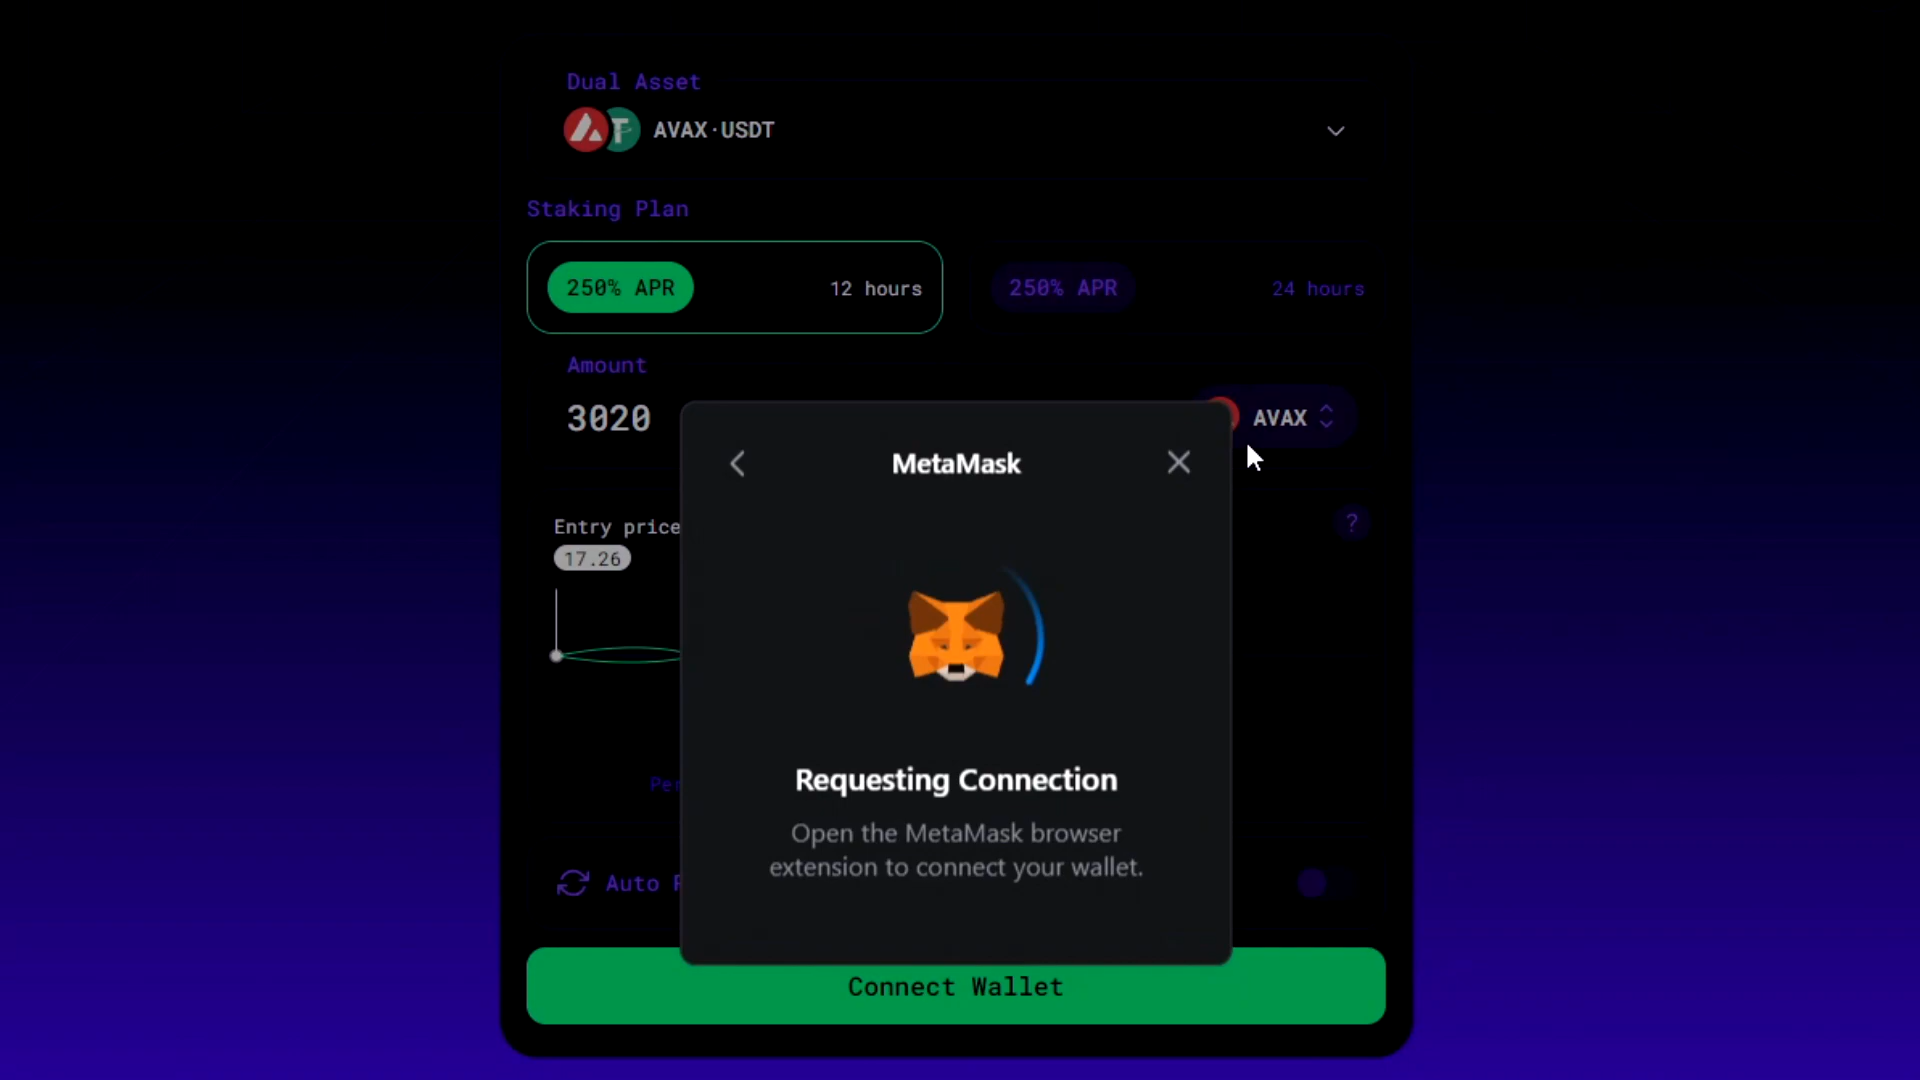 Dual Asset
AVAX·USDT
Staking Plan
250% APR 12 hours 250% APR 24 hours
Amount
3020 AVAX
MetaMask
Entry price ?
17.26
Requesting Connection
Open the MetaMask browser
extension to connect your wallet.
Auto
Connect Wallet